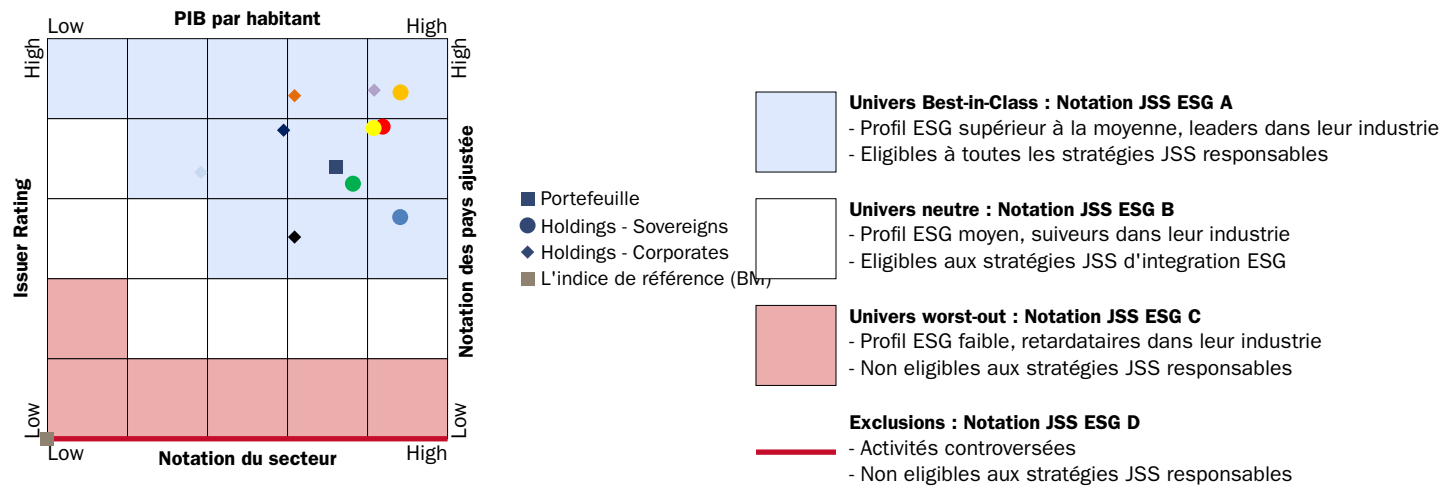 PIB par habitant
Low
High
High
High
Issuer Rating
Notation des pays ajustée
Low
Low
Low
High
Notation du secteur
Portefeuille
Holdings - Sovereigns
Holdings - Corporates
L'indice de référence (BM)
Univers Best-in-Class : Notation JSS ESG A
- Profil ESG supérieur à la moyenne, leaders dans leur industrie
- Eligibles à toutes les stratégies JSS responsables
Univers neutre : Notation JSS ESG B
- Profil ESG moyen, suiveurs dans leur industrie
- Eligibles aux stratégies JSS d'integration ESG
Univers worst-out : Notation JSS ESG C
- Profil ESG faible, retardataires dans leur industrie
- Non eligibles aux stratégies JSS responsables
Exclusions : Notation JSS ESG D
- Activités controversées
- Non eligibles aux stratégies JSS responsables